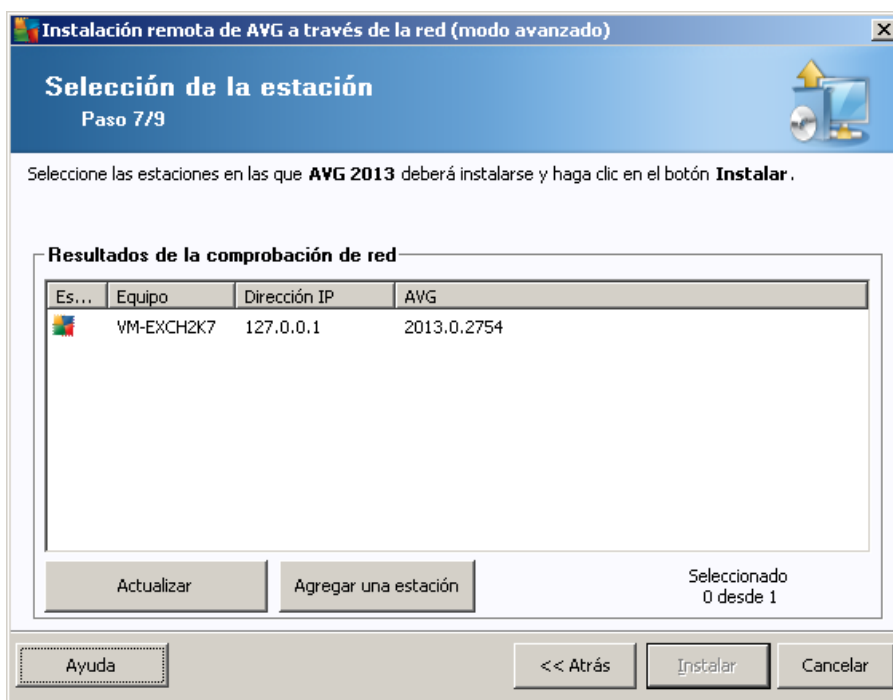 Instalación remota de AVG a través de la red (modo avanzado)
Selección de la estación
Paso 7/9
Seleccione las estaciones en las que AVG 2013 deberá instalarse y haga clic en el botón Instalar.
Resultados de la comprobación de red
Es... Equipo Dirección IP AVG
VM-EXCH2K7 127.0.0.1 2013.0.2754
Actualizar Agregar una estación Seleccionado
0 desde 1
Ayuda << Atrás Instalar Cancelar